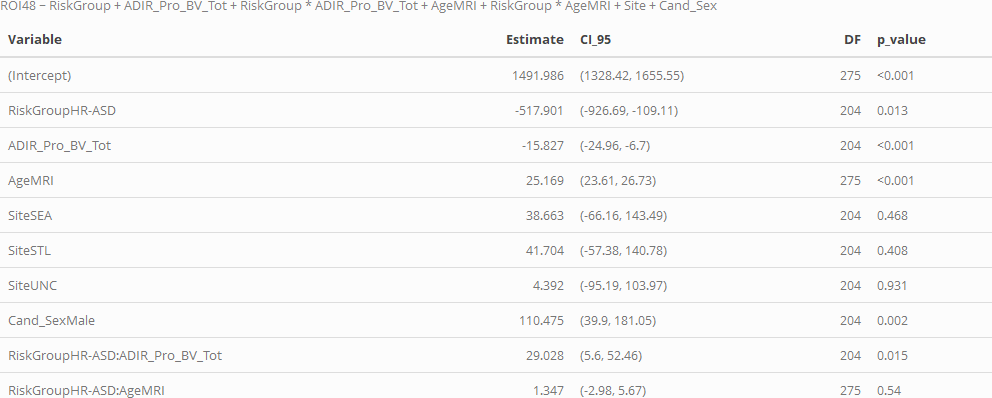 ROI48 ~ RiskGroup + ADIR_Pro_BV_Tot + RiskGroup * ADIR_Pro_BV_Tot + AgeMRI + RiskGroup * AgeMRI + Site + Cand_Sex
Variable Estimate CI_95 DF p_value
(Intercept) 1491.986 (1328.42, 1655.55) 275 <0.001
RiskGroupHR-ASD -517.901 (-926.69, -109.11) 204 0.013
ADIR_Pro_BV_Tot -15.827 (-24.96, -6.7) 204 <0.001
AgeMRI 25.169 (23.61, 26.73) 275 <0.001
SiteSEA 38.663 (-66.16, 143.49) 204 0.468
SiteSTL 41.704 (-57.38, 140.78) 204 0.408
SiteUNC 4.392 (-95.19, 103.97) 204 0.931
Cand_SexMale 110.475 (39.9, 181.05) 204 0.002
RiskGroupHR-ASD:ADIR_Pro_BV_Tot 29.028 (5.6, 52.46) 204 0.015
RiskGroupHR-ASD:AgeMRI 1.347 (-2.98, 5.67) 275 0.54